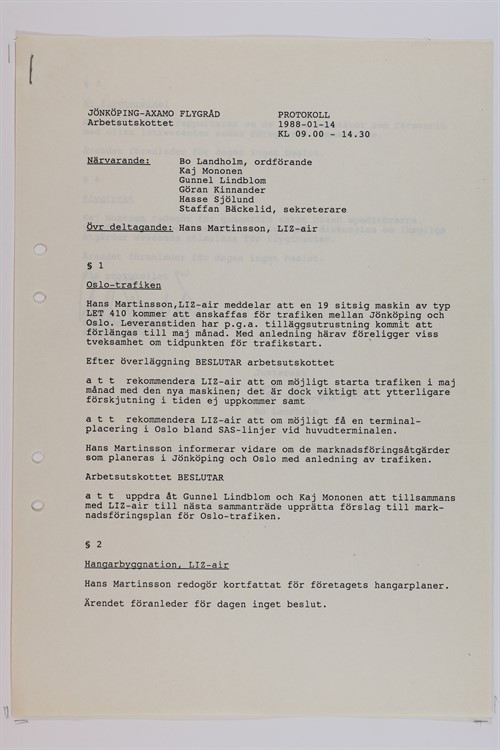 JÖNKÖPING-AXAMO FLYGRÅD PROTOKOLL
Arbetsutskottet 1988-01-14
KL 09.00 - 14.30
Närvarande: Bo Landholm, ordförande
Kaj Mononen
Gunnel Lindblom
Göran Kinnander
Hasse Sjölund
Staffan Bäckelid, sekreterare
Övr deltagande: Hans Martinsson, LIZ-air
§ 1
Oslo-trafiken
Hans Martinsson,LIZ-air meddelar att en 19 sitsig maskin av typ
LET 410 kommer att anskaffas för trafiken mellan Jönköping och
Oslo. Leveranstiden har p.g.a. tilläggsutrustning kommit att
förlängas till maj månad. Med anledning härav föreligger viss
tveksamhet om tidpunkten för trafikstart.
Efter överläggning BESLUTAR arbetsutskottet
a t t rekommendera LIZ-air att om möjligt starta trafiken i maj
månad med den nya maskinen; det är dock viktigt att ytterligare
förskjutning i tiden ej uppkommer samt
a t t rekommendera LIZ-air att om möjligt få en terminal-
placering i Oslo bland SAS-linjer vid huvudterminalen.
Hans Martinsson informerar vidare om de marknadsföringsåtgärder
som planeras i Jönköping och Oslo med anledning av trafiken.
Arbetsutskottet BESLUTAR
a t t uppdra åt Gunnel Lindblom och Kaj Mononen att tillsammans
med LIZ-air till nästa sammanträde upprätta förslag till mark-
nadsföringsplan för Oslo-trafiken.
§ 2
Hangarbyggnation, LIZ-air
Hans Martinsson redogör kortfattat för företagets hangarplaner.
Ärendet föranleder för dagen inget beslut.